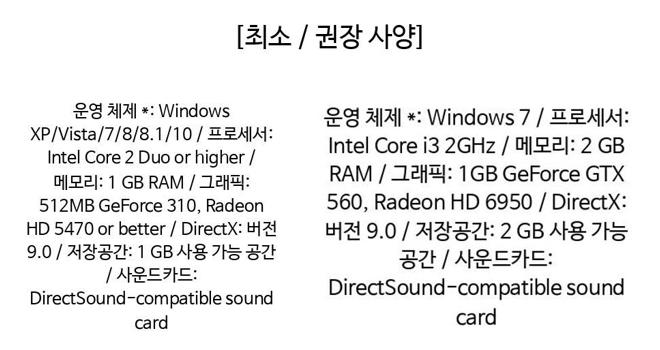 [최소 / 권장 사양]
운영 체제 *: Windows
XP/Vista/7/8/8.1/10 / 프로세서:
Intel Core 2 Duo or higher /
메모리: 1 GB RAM / 그래픽:
512MB GeForce 310, Radeon
HD 5470 or better / DirectX: 버전
9.0 / 저장공간: 1 GB 사용 가능 공간
/ 사운드카드:
DirectSound-compatible sound
card
운영 체제 *: Windows 7 / 프로세서:
Intel Core i3 2GHz / 메모리: 2 GB
RAM / 그래픽: 1GB GeForce GTX
560, Radeon HD 6950 / DirectX:
버전 9.0 / 저장공간: 2 GB 사용 가능
공간 / 사운드카드:
DirectSound-compatible sound
card